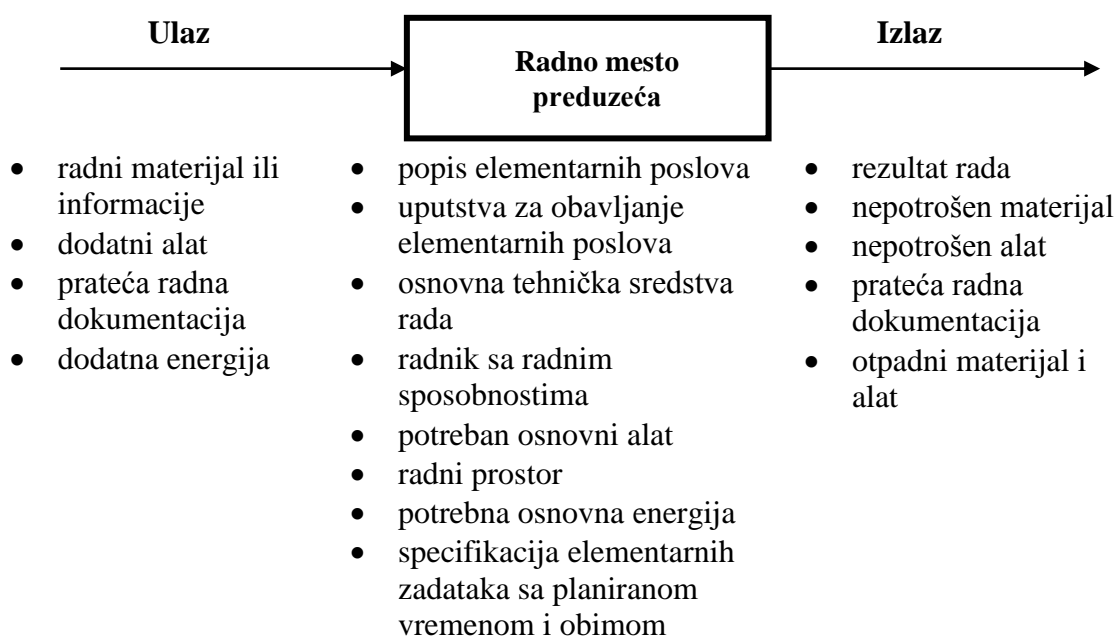 Ulaz
Radno mesto
preduzeća
Izlaz
• radni materijal ili
informacije
• dodatni alat
• prateća radna
dokumentacija
• dodatna energija
• popis elementarnih poslova
• uputstva za obavljanje
elementarnih poslova
• osnovna tehnička sredstva
rada
• radnik sa radnim
sposobnostima
• potreban osnovni alat
• radni prostor
• potrebna osnovna energija
• specifikacija elementarnih
zadataka sa planiranom
vremenom i obimom
• rezultat rada
• nepotrošen materijal
• nepotrošen alat
• prateća radna
dokumentacija
• otpadni materijal i
alat